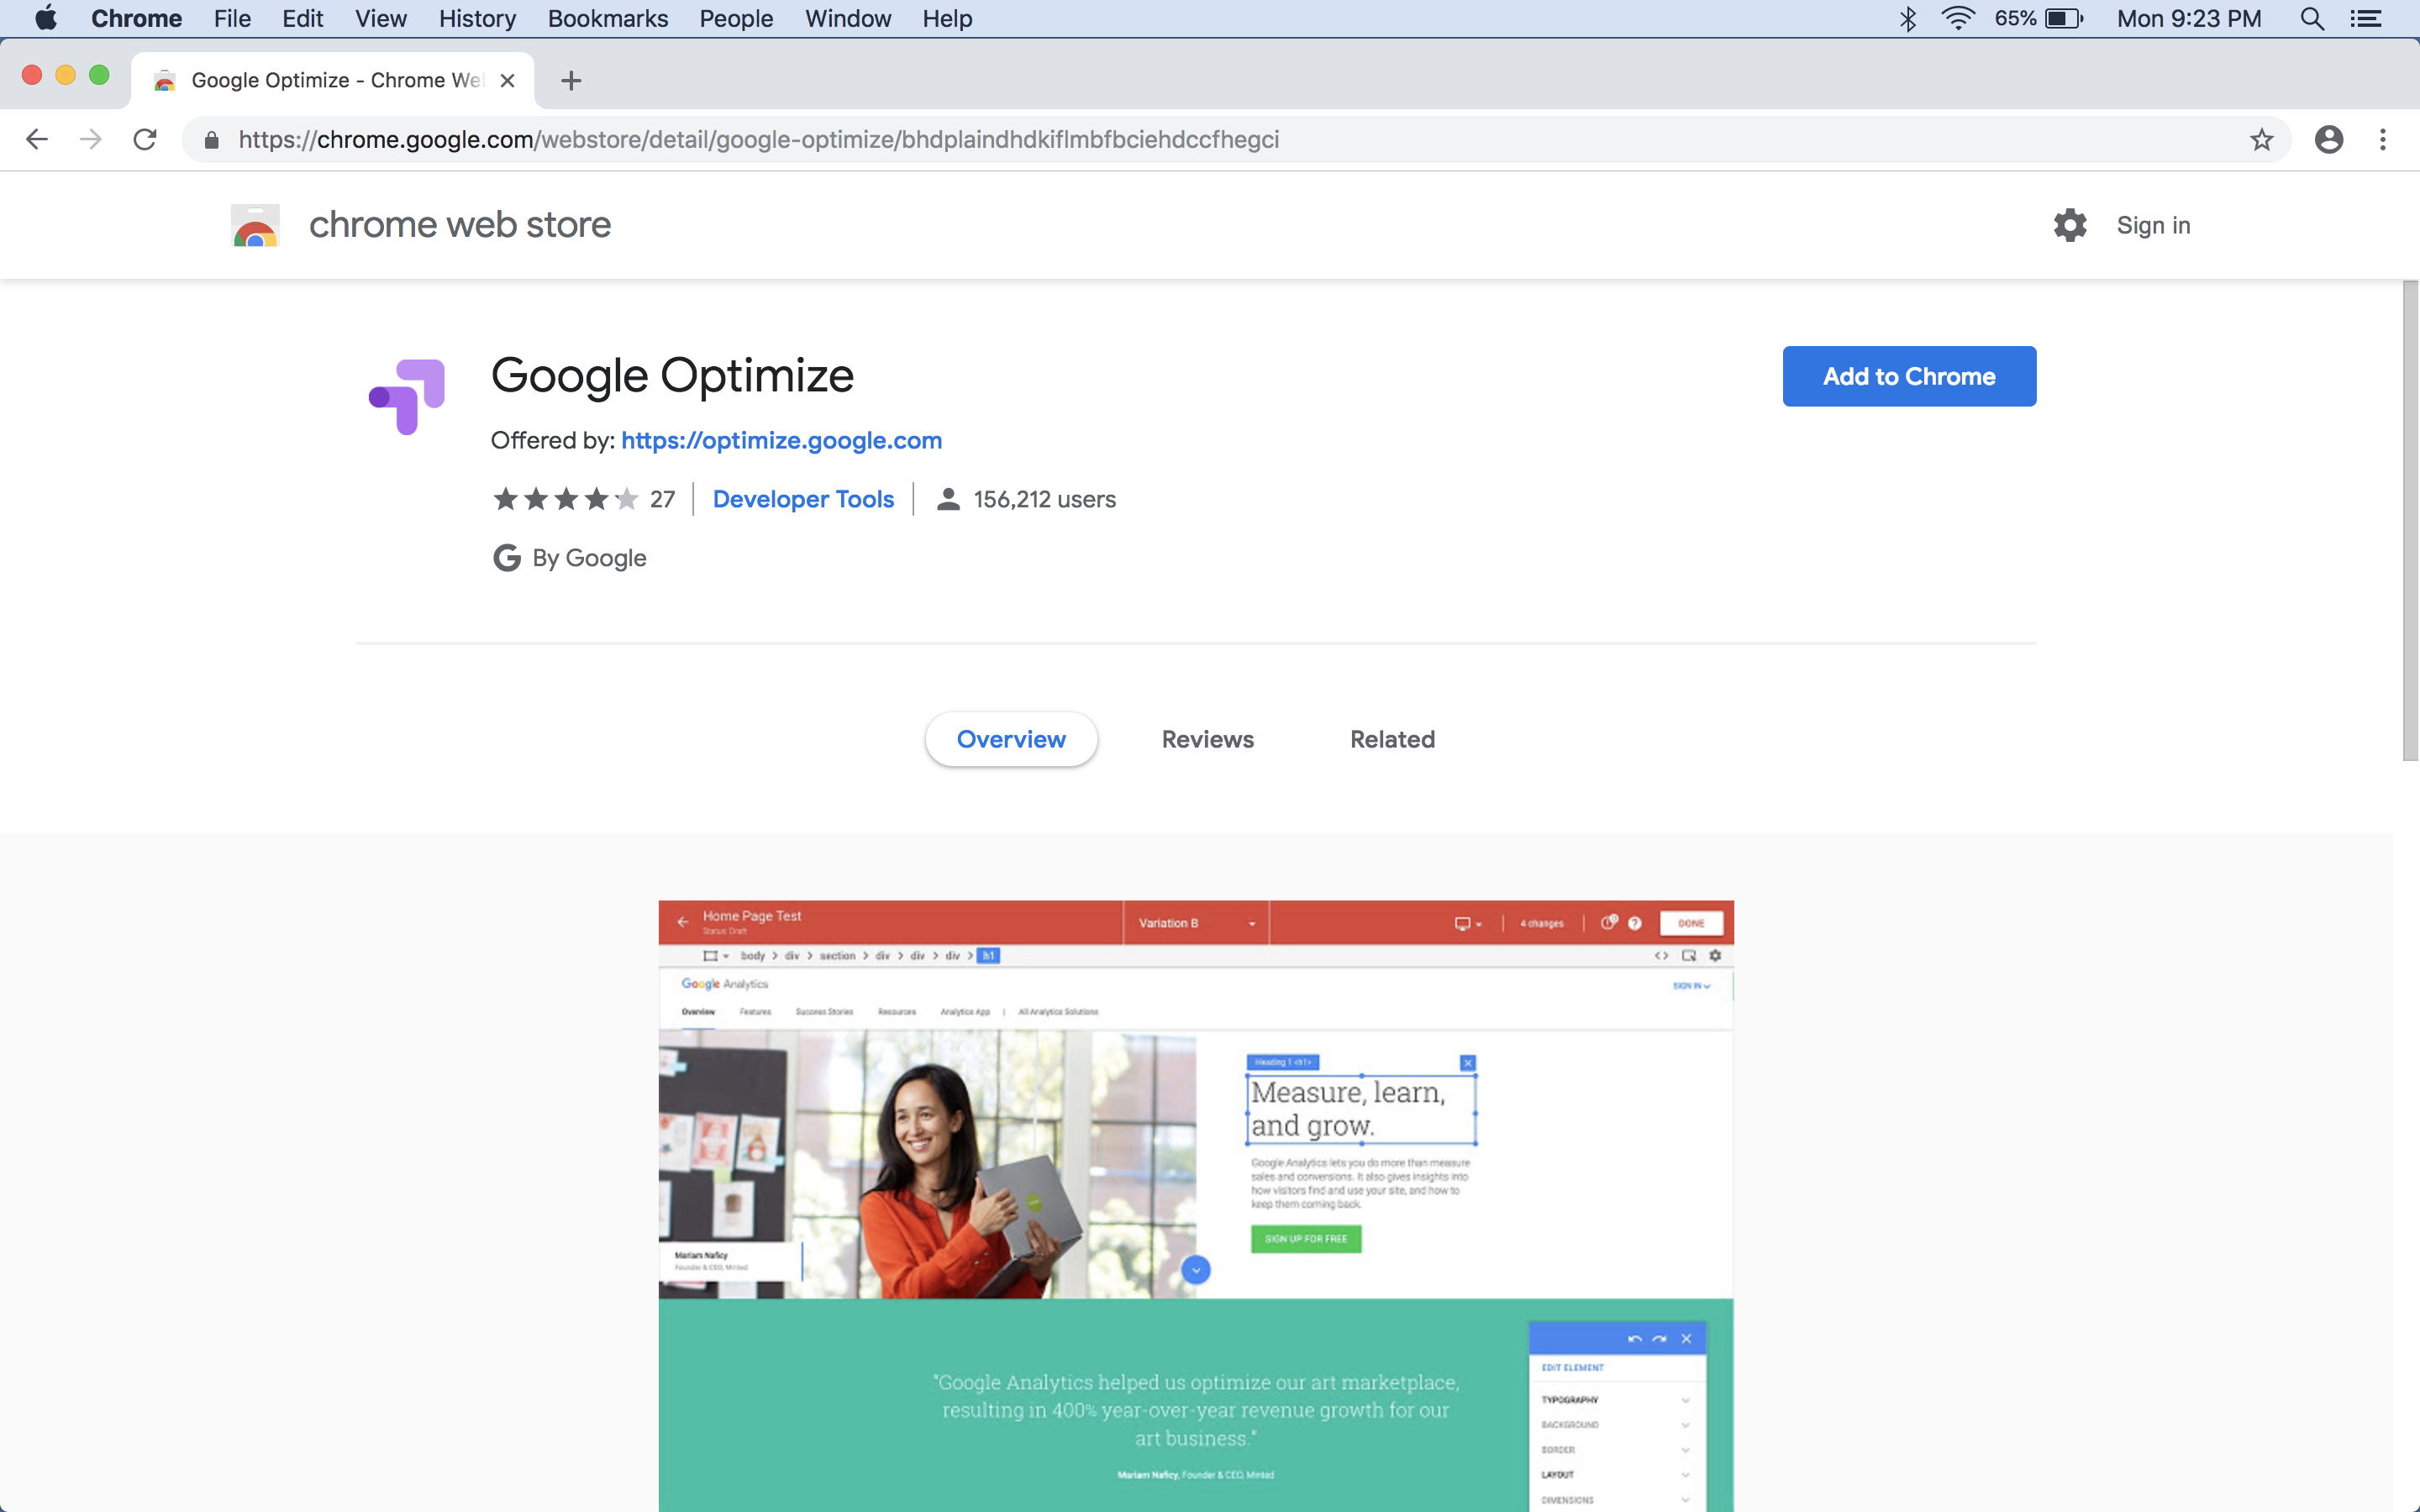 Chrome File Edit View History Bookmarks People Window Help 65% Mon 9:23 PM
Google Optimize - Chrome We
https://chrome.google.com/webstore/detail/google-optimize/bhdplaindhdkiflmbfbciehdccfhegci
chrome web store Sign in
Google Optimize Add to Chrome
Offered by: https://optimize.google.com
27 Developer Tools 156,212 users
G By Google
Overview Reviews Related
Home Page Test
Status: Draft
Variation B 4 changes DONE
body > div > section > div > div > div > h1
Google Analytics SIGN IN
Overview Features Success Stories Resources Analytics App | All Analytics Solutions
Heading 1 <h1>
Measure, learn,
and grow.
Google Analytics lets you do more than measure
sales and conversions. It also gives insights into
how visitors find and use your site, and how to
keep them coming back.
SIGN UP FOR FREE
Mariam Naficy
Founder & CEO, Minted
"Google Analytics helped us optimize our art marketplace,
resulting in 400% year-over-year revenue growth for our
art business."
Mariam Naficy, Founder & CEO, Minted
EDIT ELEMENT
TYPOGRAPHY
BACKGROUND
BORDER
LAYOUT
DIMENSIONS